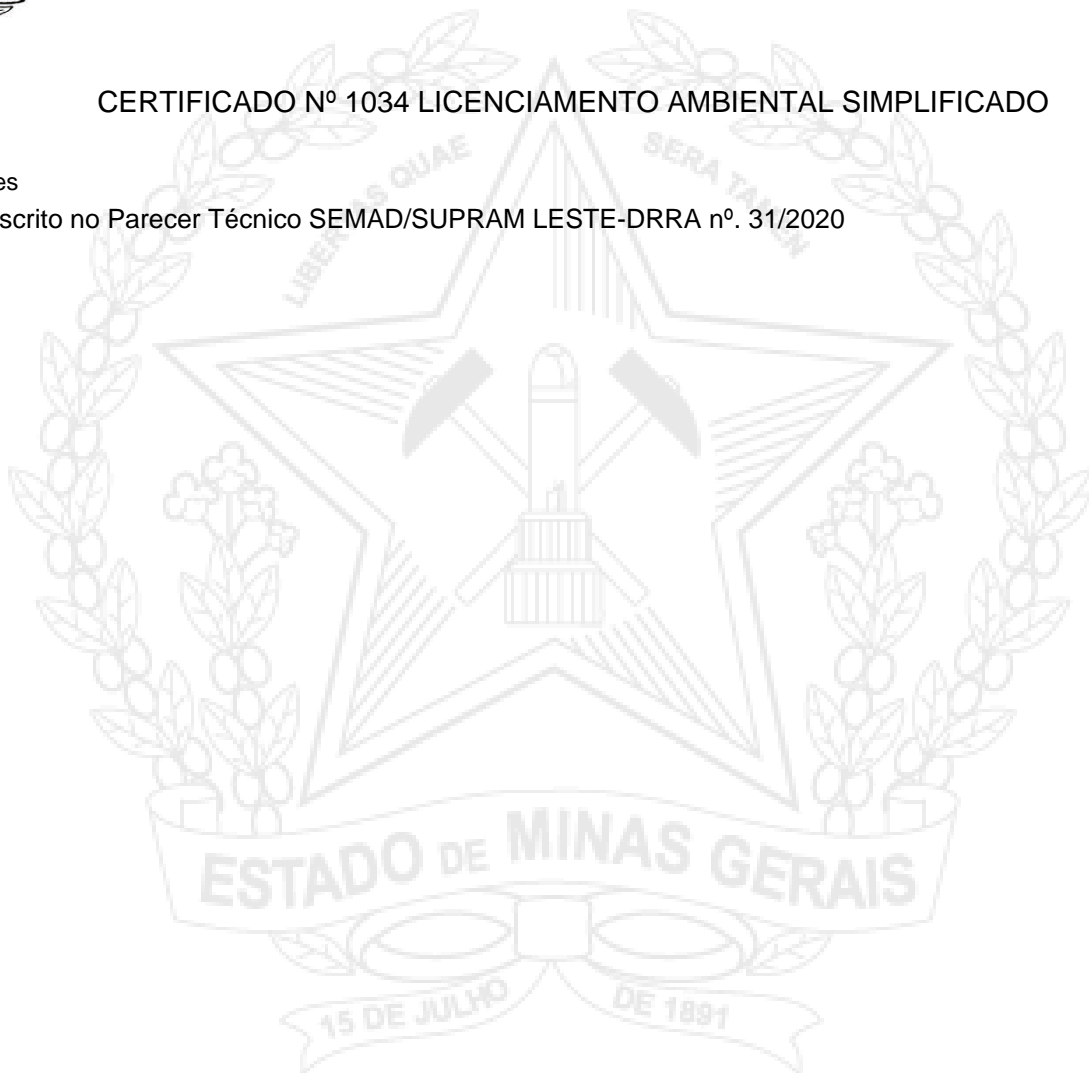 CERTIFICADO Nº 1034 LICENCIAMENTO AMBIENTAL SIMPLIFICADO
es
scrito no Parecer Técnico SEMAD/SUPRAM LESTE-DRRA nº. 31/2020
LIBERTAS QUAE SERA TAMEN
ESTADO DE MINAS GERAIS
15 DE JULHO DE 1891